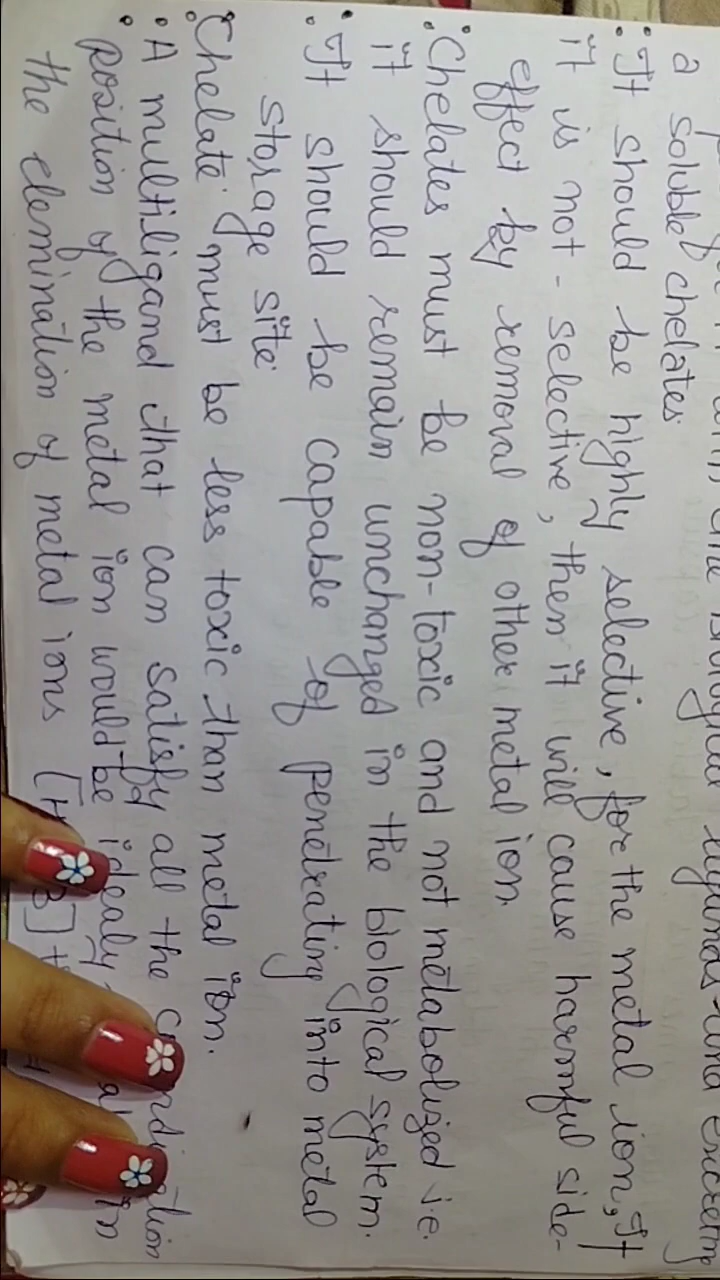 a soluble chelates.
• It should be highly selective, for the metal ion, It
it is not-selective, then it will cause harmful side-
effect by removal of other metal ion.
• Chelates must be non-toxic and not metabolized i.e.
it should remain unchanged in the biological system.
• It should be capable of penetrating into metal
storage site
• Chelate must be less toxic than metal ion.
• A multiligand that can satisfy all the
position of the metal ion would be idealy
the elemination of metal ions